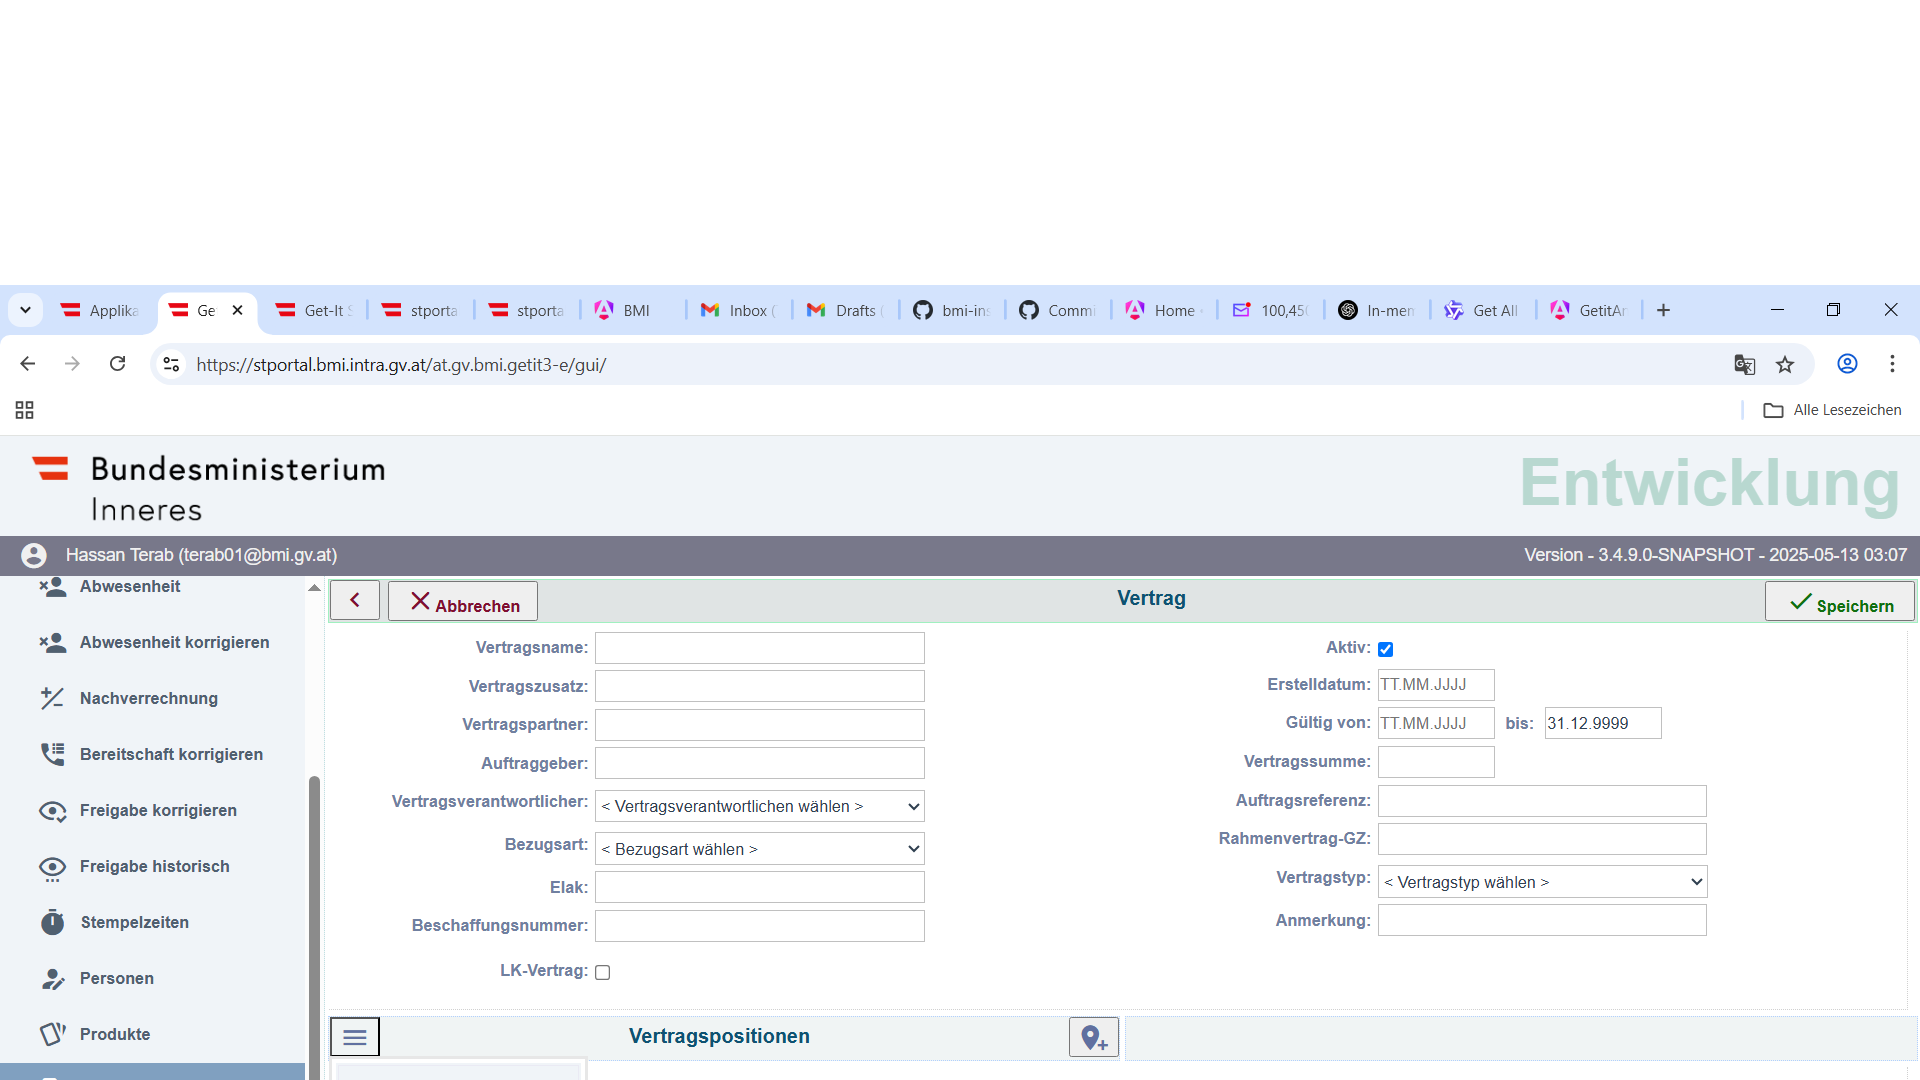 Applika
Ge
Get-It S
stporta
stporta
BMI
Inbox (
Drafts (
bmi-ins
Commi
Home
100,450
In-mem
Get All
GetitAn
https://stportal.bmi.intra.gv.at/at.gv.bmi.getit3-e/gui/
Alle Lesezeichen
Bundesministerium
Inneres
Entwicklung
Hassan Terab (terab01@bmi.gv.at)
Version - 3.4.9.0-SNAPSHOT - 2025-05-13 03:07
Abwesenheit
Abwesenheit korrigieren
Nachverrechnung
Bereitschaft korrigieren
Freigabe korrigieren
Freigabe historisch
Stempelzeiten
Personen
Produkte
Abbrechen
Vertrag
Speichern
Vertragsname:
Vertragszusatz:
Vertragspartner:
Auftraggeber:
Vertragsverantwortlicher: < Vertragsverantwortlichen wählen >
Bezugsart: < Bezugsart wählen >
Elak:
Beschaffungsnummer:
LK-Vertrag:
Aktiv:
Erstelldatum: TT.MM.JJJJ
Gültig von: TT.MM.JJJJ bis: 31.12.9999
Vertragssumme:
Auftragsreferenz:
Rahmenvertrag-GZ:
Vertragstyp: < Vertragstyp wählen >
Anmerkung:
Vertragspositionen